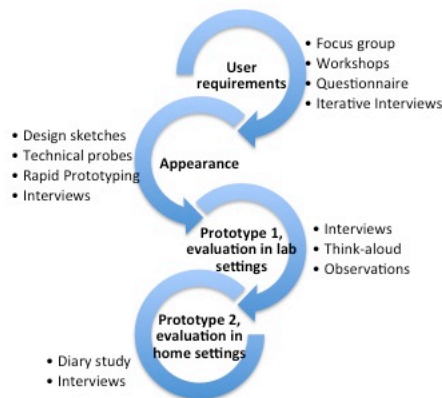 User
requirements
• Focus group
• Workshops
• Questionnaire
• Iterative Interviews
• Design sketches
• Technical probes
• Rapid Prototyping
• Interviews
Appearance
Prototype 1,
evaluation in lab
settings
• Interviews
• Think-aloud
• Observations
Prototype 2,
evaluation in
home settings
• Diary study
• Interviews